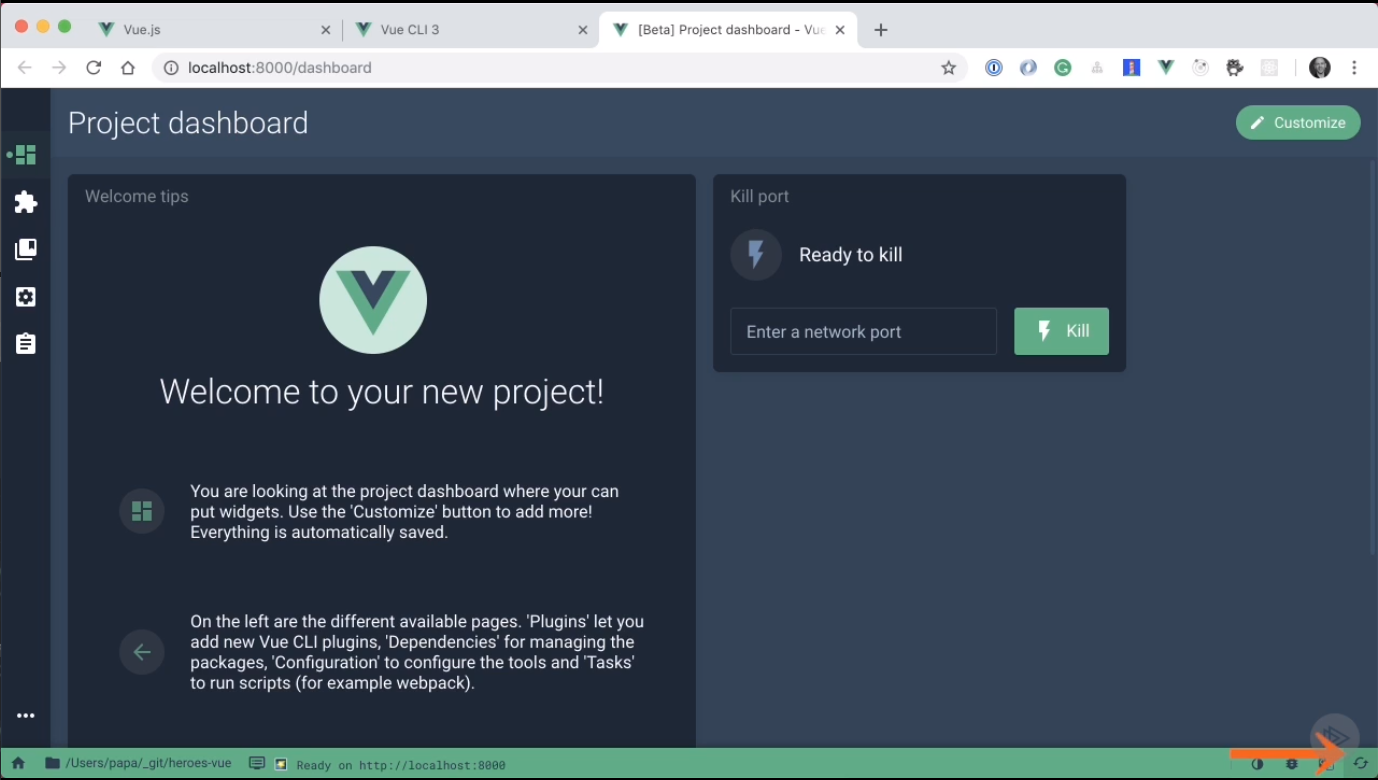 Vue.js
Vue CLI 3
[Beta] Project dashboard - Vue
localhost:8000/dashboard
Project dashboard
Customize
Welcome tips
Welcome to your new project!
You are looking at the project dashboard where your can
put widgets. Use the 'Customize' button to add more!
Everything is automatically saved.
On the left are the different available pages. 'Plugins' let you
add new Vue CLI plugins, 'Dependencies' for managing the
packages, 'Configuration' to configure the tools and 'Tasks'
to run scripts (for example webpack).
Kill port
Ready to kill
Enter a network port
Kill
/Users/papa/_git/heroes-vue
Ready on http://localhost:8000